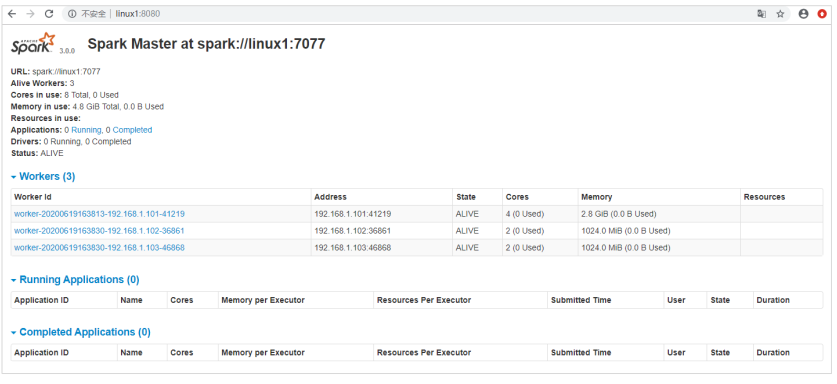 不安全 | linux1:8080
APACHE Spark 3.0.0 Spark Master at spark://linux1:7077
URL: spark://linux1:7077
Alive Workers: 3
Cores in use: 8 Total, 0 Used
Memory in use: 4.8 GiB Total, 0.0 B Used
Resources in use:
Applications: 0 Running, 0 Completed
Drivers: 0 Running, 0 Completed
Status: ALIVE
Workers (3)
Worker Id Address State Cores Memory Resources
worker-20200619163813-192.168.1.101-41219 192.168.1.101:41219 ALIVE 4 (0 Used) 2.8 GiB (0.0 B Used)
worker-20200619163830-192.168.1.102-36861 192.168.1.102:36861 ALIVE 2 (0 Used) 1024.0 MiB (0.0 B Used)
worker-20200619163830-192.168.1.103-46868 192.168.1.103:46868 ALIVE 2 (0 Used) 1024.0 MiB (0.0 B Used)
Running Applications (0)
Application ID Name Cores Memory per Executor Resources Per Executor Submitted Time User State Duration
Completed Applications (0)
Application ID Name Cores Memory per Executor Resources Per Executor Submitted Time User State Duration